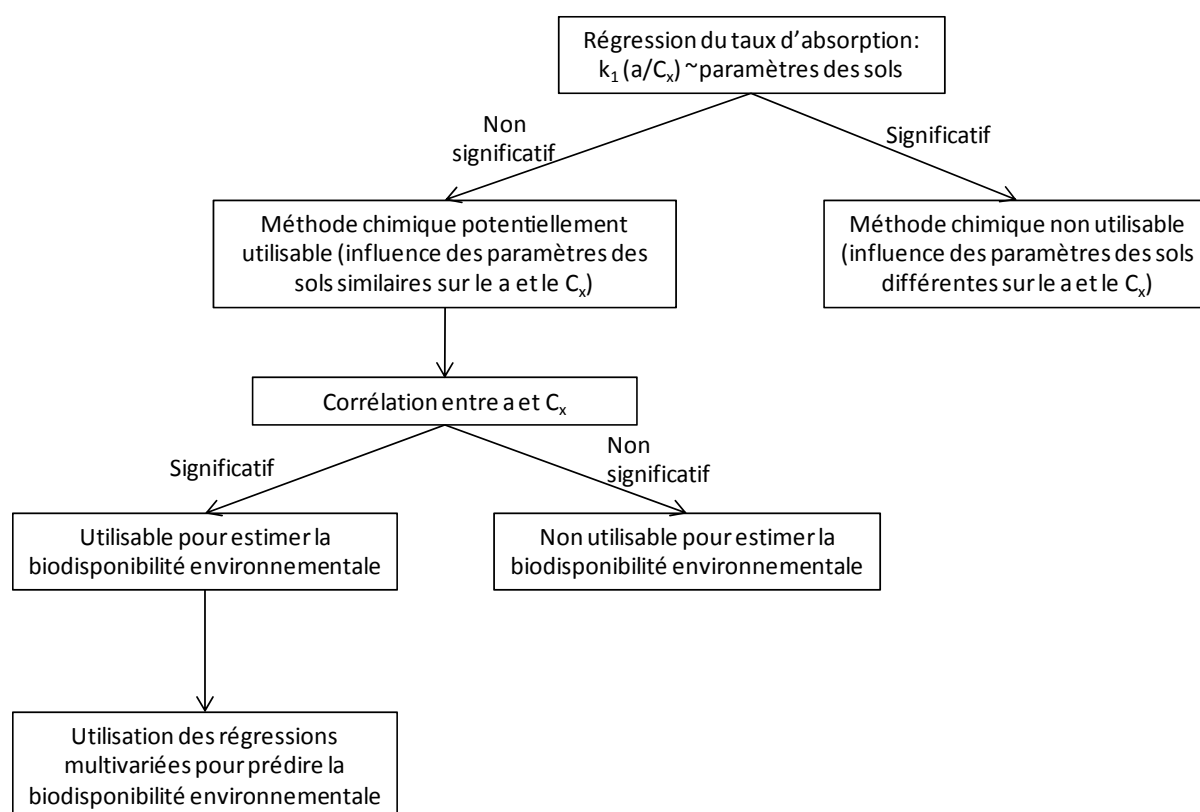 Régression du taux d’absorption:
k₁ (a/Cₓ) ~paramètres des sols
Non
significatif
Significatif
Méthode chimique potentiellement
utilisable (influence des paramètres des
sols similaires sur le a et le Cₓ)
Méthode chimique non utilisable
(influence des paramètres des sols
différentes sur le a et le Cₓ)
Corrélation entre a et Cₓ
Significatif
Non
significatif
Utilisable pour estimer la
biodisponibilité environnementale
Non utilisable pour estimer la
biodisponibilité environnementale
Utilisation des régressions
multivariées pour prédire la
biodisponibilité environnementale